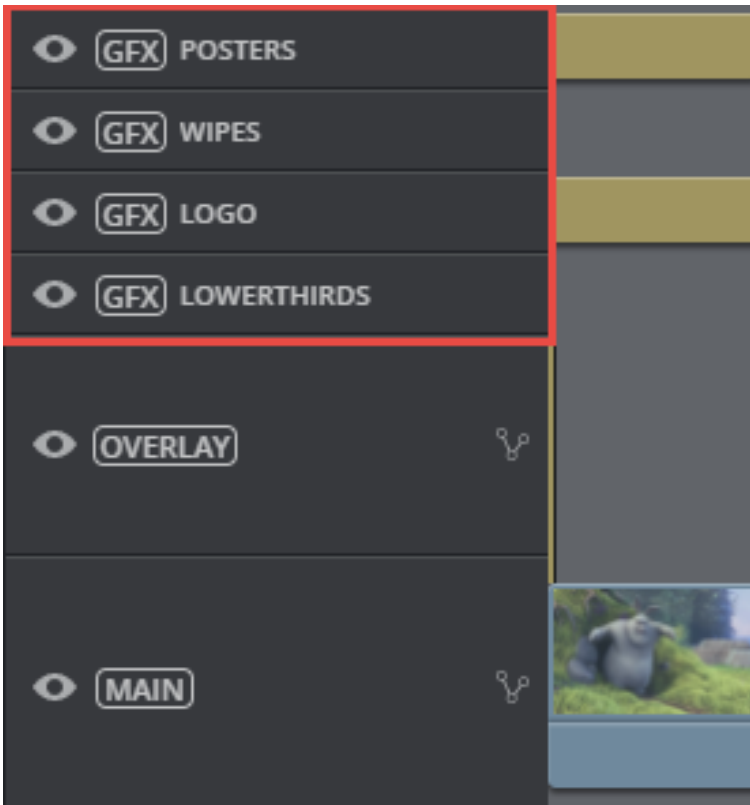 GFX POSTERS
GFX WIPES
GFX LOGO
GFX LOWERTHIRDS
OVERLAY
MAIN